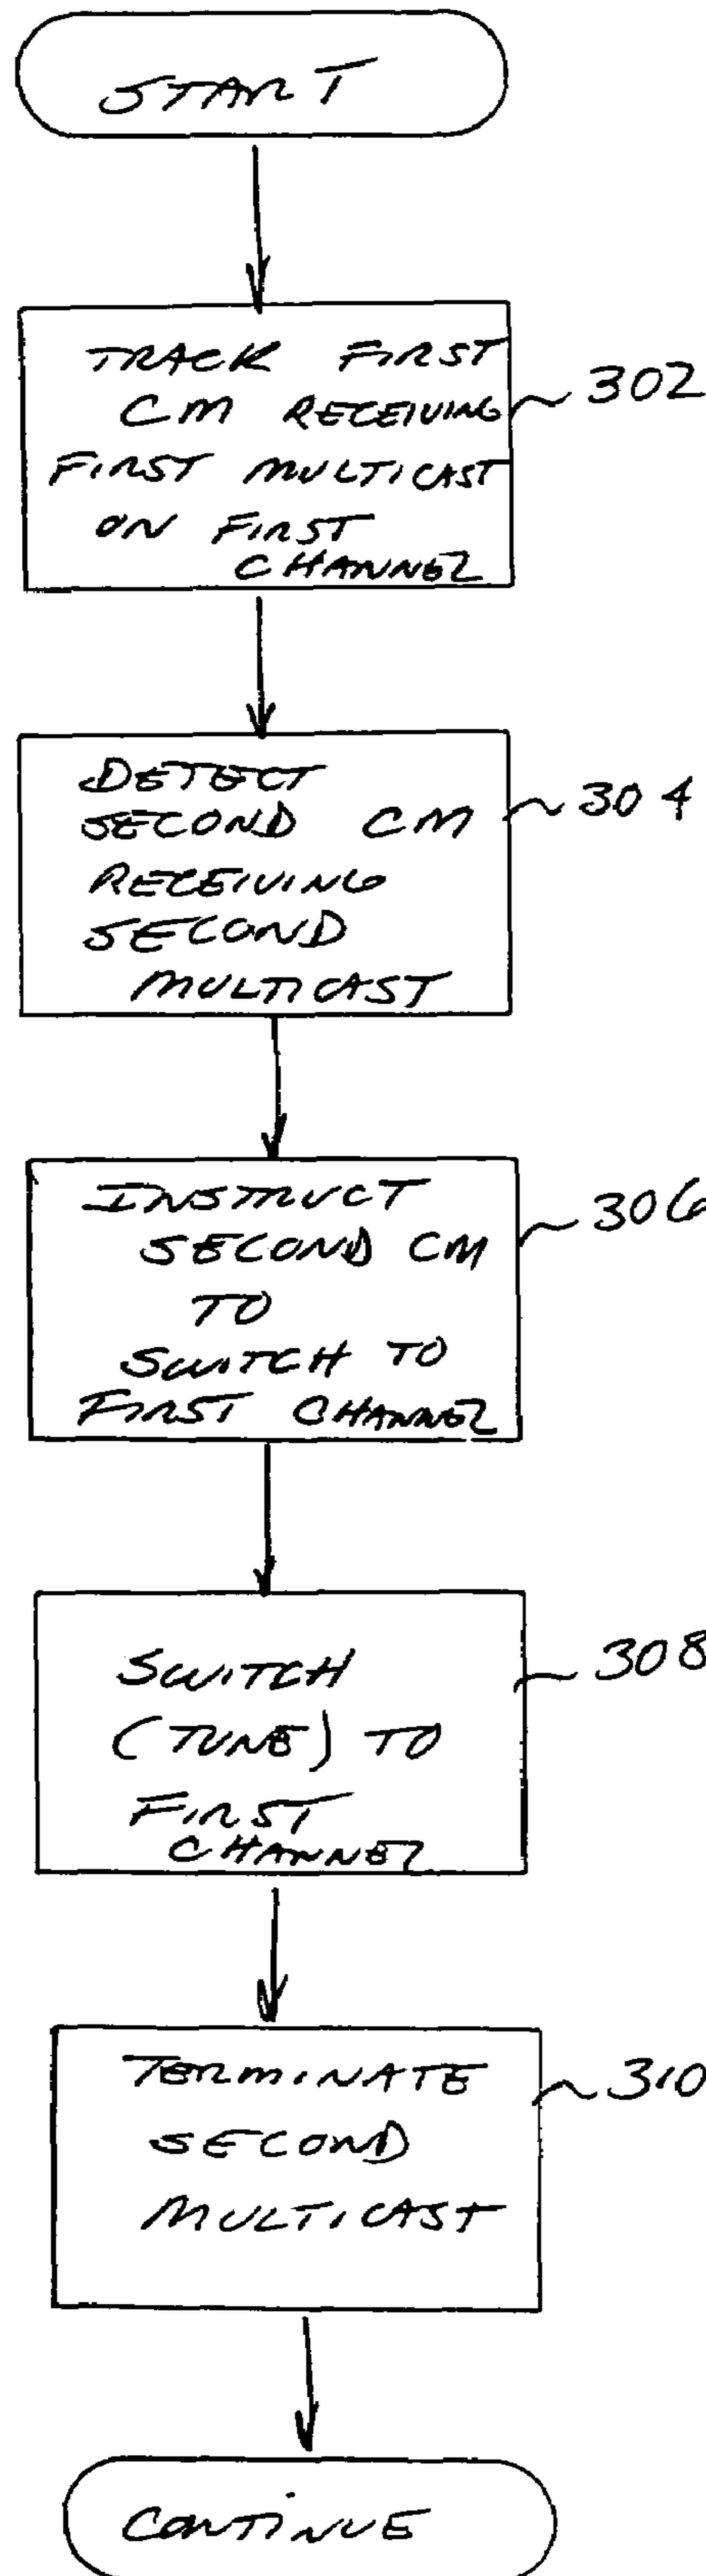 START
TRACK FIRST
CM RECEIVING
FIRST MULTICAST
ON FIRST
CHANNEL
302
DETECT
SECOND CM
RECEIVING
SECOND
MULTICAST
304
INSTRUCT
SECOND CM
TO
SWITCH TO
FIRST CHANNEL
306
SWITCH
(TUNE) TO
FIRST
CHANNEL
308
TERMINATE
SECOND
MULTICAST
310
CONTINUE